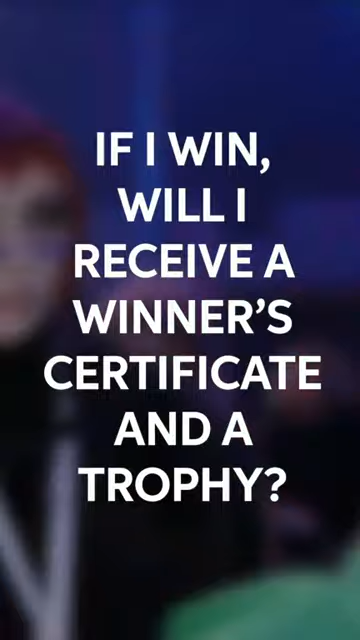 IF I WIN,
WILL I
RECEIVE A
WINNER’S
CERTIFICATE
AND A
TROPHY?